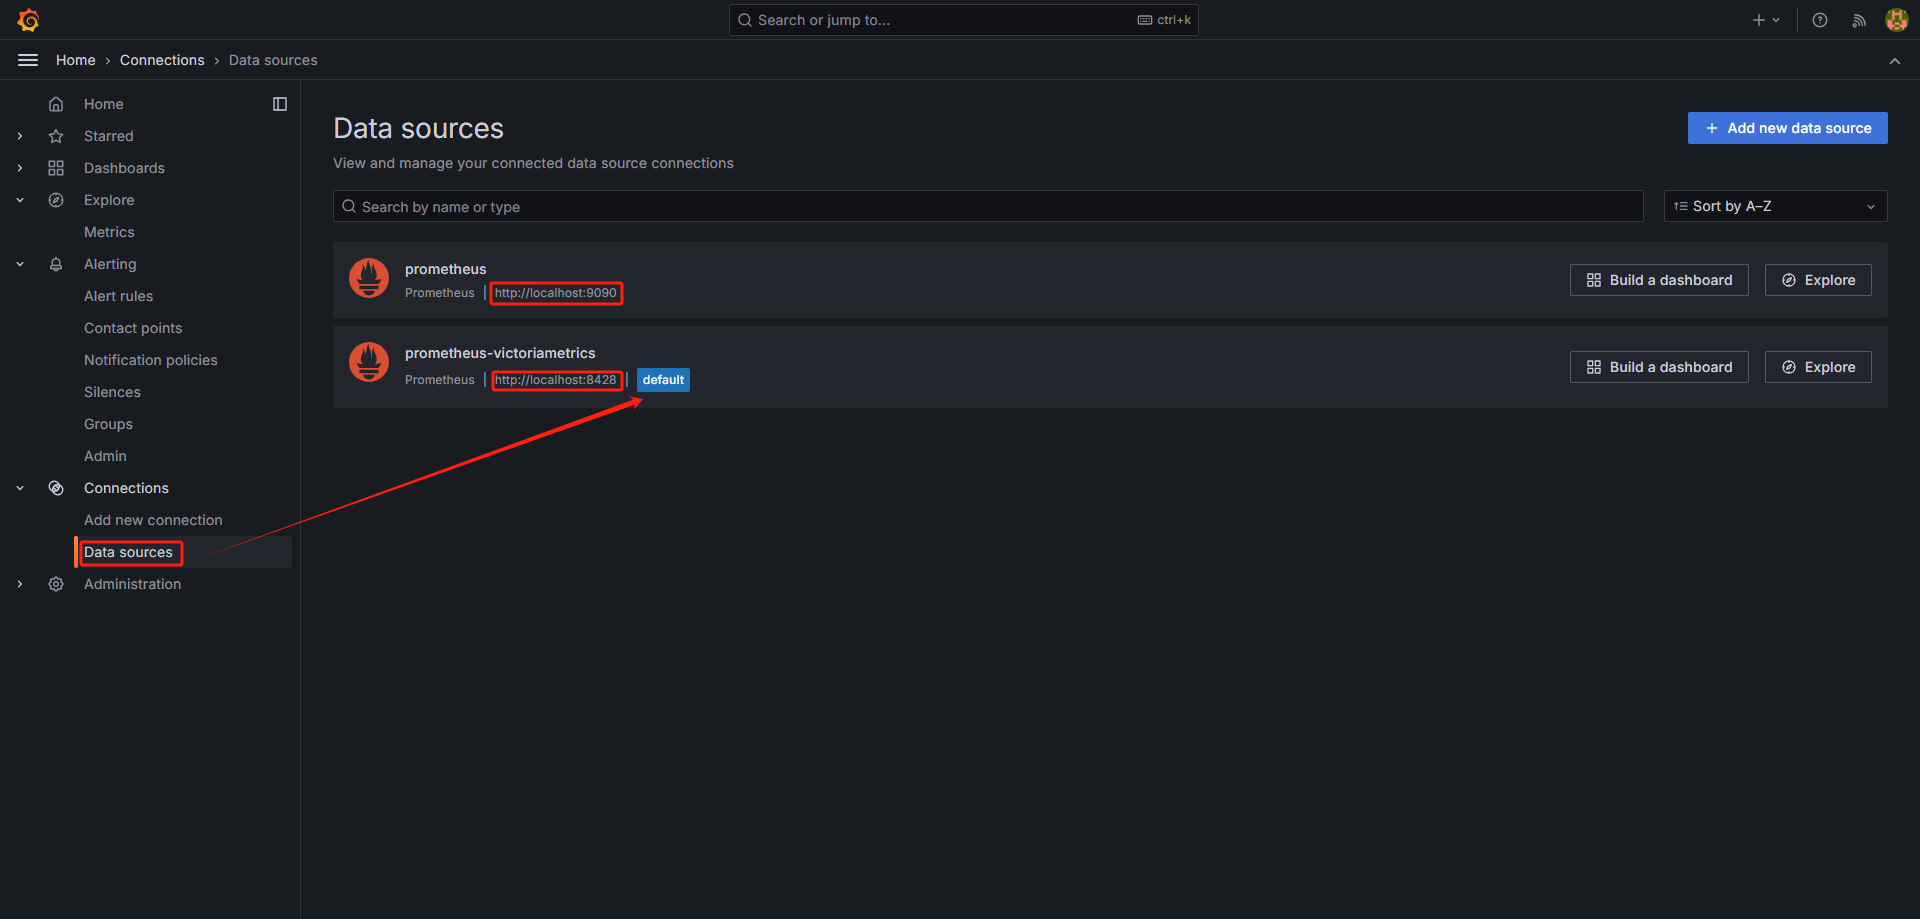 Search or jump to...
ctrl+k
Home › Connections › Data sources
Home
Starred
Dashboards
Explore
Metrics
Alerting
Alert rules
Contact points
Notification policies
Silences
Groups
Admin
Connections
Add new connection
Data sources
Administration
Data sources
Add new data source
View and manage your connected data source connections
Search by name or type
Sort by A–Z
prometheus
Prometheus | http://localhost:9090
Build a dashboard
Explore
prometheus-victoriametrics
Prometheus | http://localhost:8428 | default
Build a dashboard
Explore